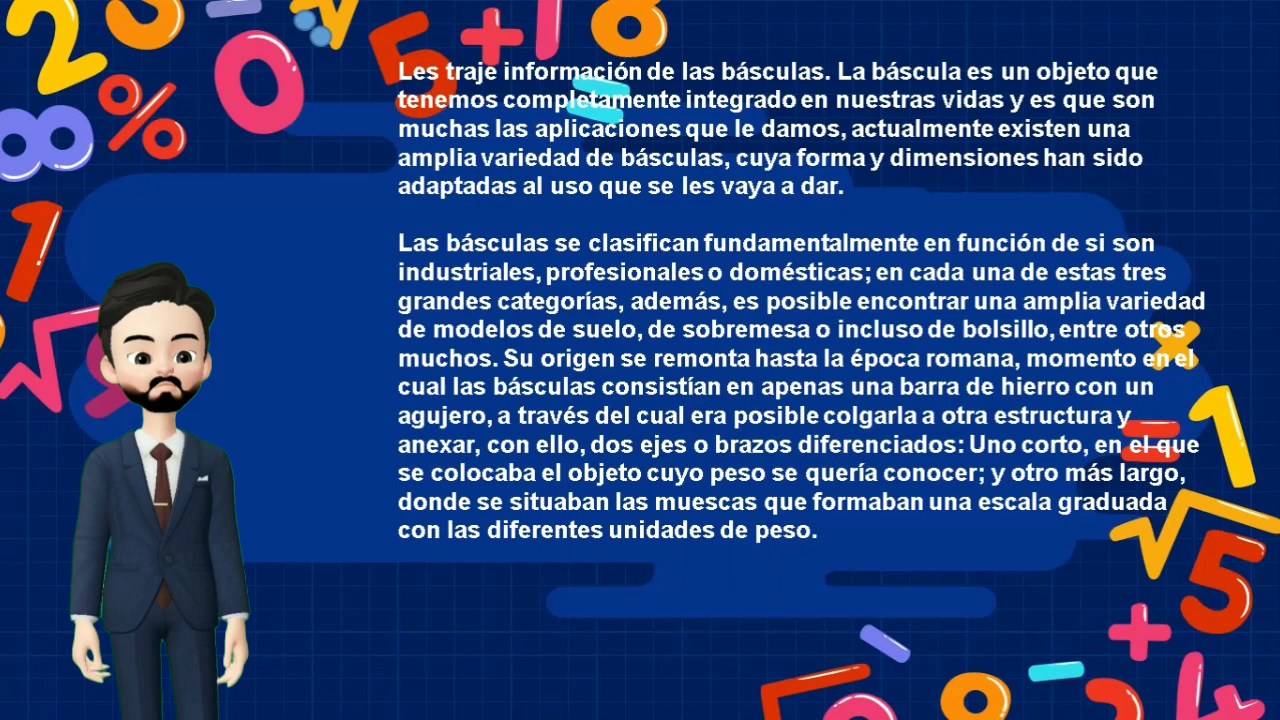 Les traje información de las básculas. La báscula es un objeto que
tenemos completamente integrado en nuestras vidas y es que son
muchas las aplicaciones que le damos, actualmente existen una
amplia variedad de básculas, cuya forma y dimensiones han sido
adaptadas al uso que se les vaya a dar.
Las básculas se clasifican fundamentalmente en función de si son
industriales, profesionales o domésticas; en cada una de estas tres
grandes categorías, además, es posible encontrar una amplia variedad
de modelos de suelo, de sobremesa o incluso de bolsillo, entre otros
muchos. Su origen se remonta hasta la época romana, momento en el
cual las básculas consistían en apenas una barra de hierro con un
agujero, a través del cual era posible colgarla a otra estructura y
anexar, con ello, dos ejes o brazos diferenciados: Uno corto, en el que
se colocaba el objeto cuyo peso se quería conocer; y otro más largo,
donde se situaban las muescas que formaban una escala graduada
con las diferentes unidades de peso.